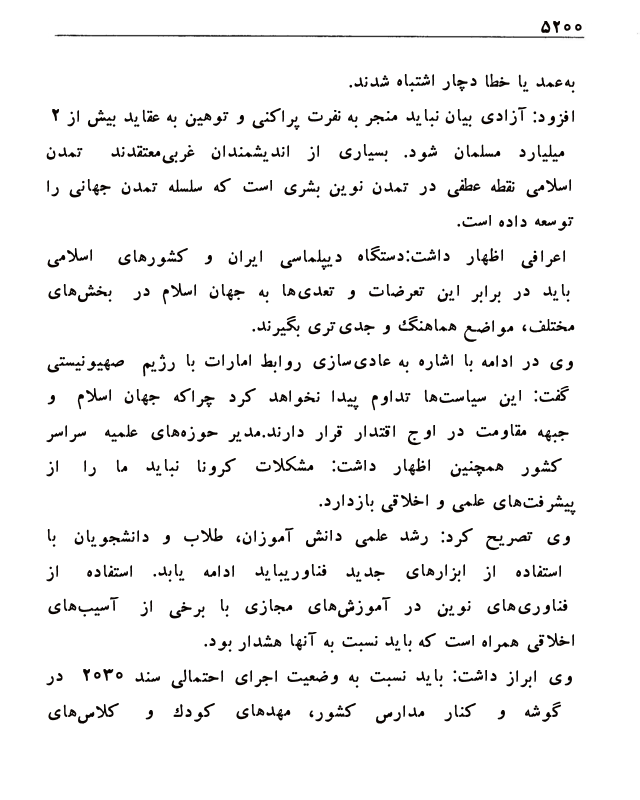 ۵۲۰۰
به‌عمد یا خطا دچار اشتباه شدند.
افزود: آزادی بیان نباید منجر به نفرت پراکنی و توهین به عقاید بیش از ۲
میلیارد مسلمان شود. بسیاری از اندیشمندان غربی‌معتقدند تمدن
اسلامی نقطه عطفی در تمدن نوین بشری است که سلسله تمدن جهانی را
توسعه داده است.
اعرافی اظهار داشت:دستگاه دیپلماسی ایران و کشورهای اسلامی
باید در برابر این تعرضات و تعدی‌ها به جهان اسلام در بخش‌های
مختلف، مواضع هماهنگ و جدی‌تری بگیرند.
وی در ادامه با اشاره به عادی‌سازی روابط امارات با رژیم صهیونیستی
گفت: این سیاست‌ها تداوم پیدا نخواهد کرد چراکه جهان اسلام و
جبهه مقاومت در اوج اقتدار قرار دارند.مدیر حوزه‌های علمیه سراسر
کشور همچنین اظهار داشت: مشکلات کرونا نباید ما را از
پیشرفت‌های علمی و اخلاقی بازدارد.
وی تصریح کرد: رشد علمی دانش آموزان، طلاب و دانشجویان با
استفاده از ابزارهای جدید فناوریباید ادامه یابد. استفاده از
فناوری‌های نوین در آموزش‌های مجازی با برخی از آسیب‌های
اخلاقی همراه است که باید نسبت به آنها هشدار بود.
وی ابراز داشت: باید نسبت به وضعیت اجرای احتمالی سند ۲۰۳۰ در
گوشه و کنار مدارس کشور، مهدهای کودک و کلاس‌های